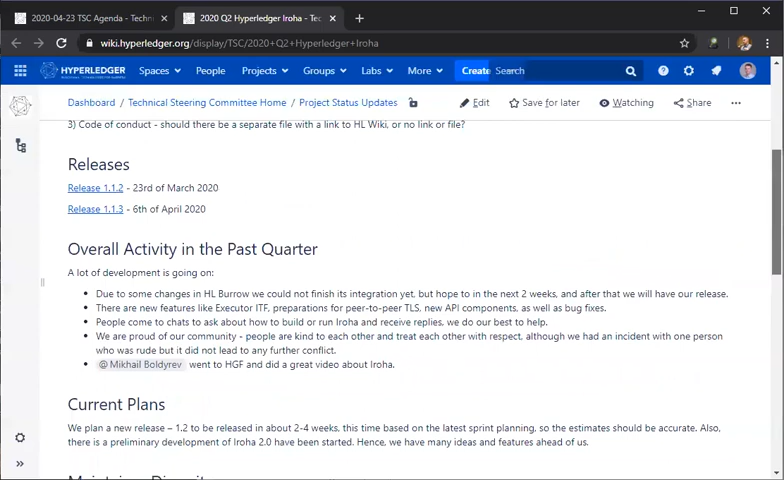 2020-04-23 TSC Agenda - Technical
2020 Q2 Hyperledger Iroha - Tec
wiki.hyperledger.org/display/TSC/2020+Q2+Hyperledger+Iroha
HYPERLEDGER Spaces People Projects Groups Labs More Create Search
Dashboard / Technical Steering Committee Home / Project Status Updates Edit Save for later Watching Share
3) Code of conduct - should there be a separate file with a link to HL Wiki, or no link or file?
Releases
Release 1.1.2 - 23rd of March 2020
Release 1.1.3 - 6th of April 2020
Overall Activity in the Past Quarter
A lot of development is going on:
Due to some changes in HL Burrow we could not finish its integration yet, but hope to in the next 2 weeks, and after that we will have our release.
There are new features like Executor ITF, preparations for peer-to-peer TLS, new API components, as well as bug fixes.
People come to chats to ask about how to build or run Iroha and receive replies, we do our best to help.
We are proud of our community - people are kind to each other and treat each other with respect, although we had an incident with one person
who was rude but it did not lead to any further conflict.
@ Mikhail Boldyrev went to HGF and did a great video about Iroha.
Current Plans
We plan a new release – 1.2 to be released in about 2-4 weeks, this time based on the latest sprint planning, so the estimates should be accurate. Also,
there is a preliminary development of Iroha 2.0 have been started. Hence, we have many ideas and features ahead of us.